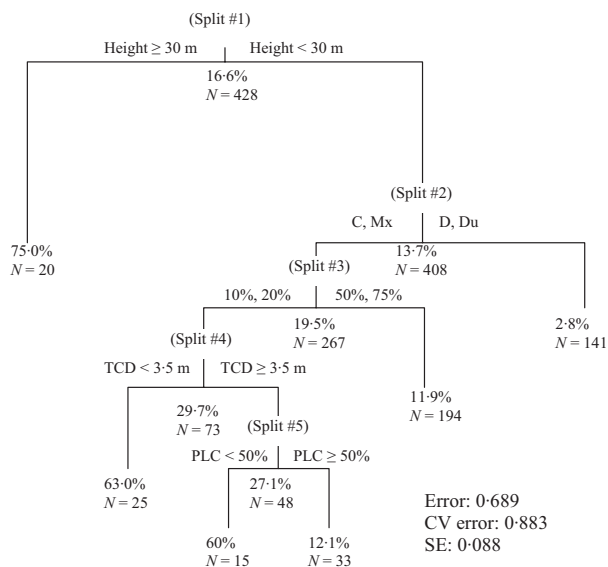 (Split #1)
Height ≥ 30 m Height < 30 m
16·6%
N = 428
(Split #2)
C, Mx D, Du
75·0%
N = 20
13·7%
N = 408
(Split #3)
10%, 20% 50%, 75%
19·5%
N = 267
2·8%
N = 141
(Split #4)
TCD < 3·5 m TCD ≥ 3·5 m
11·9%
N = 194
29·7%
N = 73
(Split #5)
PLC < 50% PLC ≥ 50%
63·0%
N = 25
27·1%
N = 48
60%
N = 15
12·1%
N = 33
Error: 0·689
CV error: 0·883
SE: 0·088